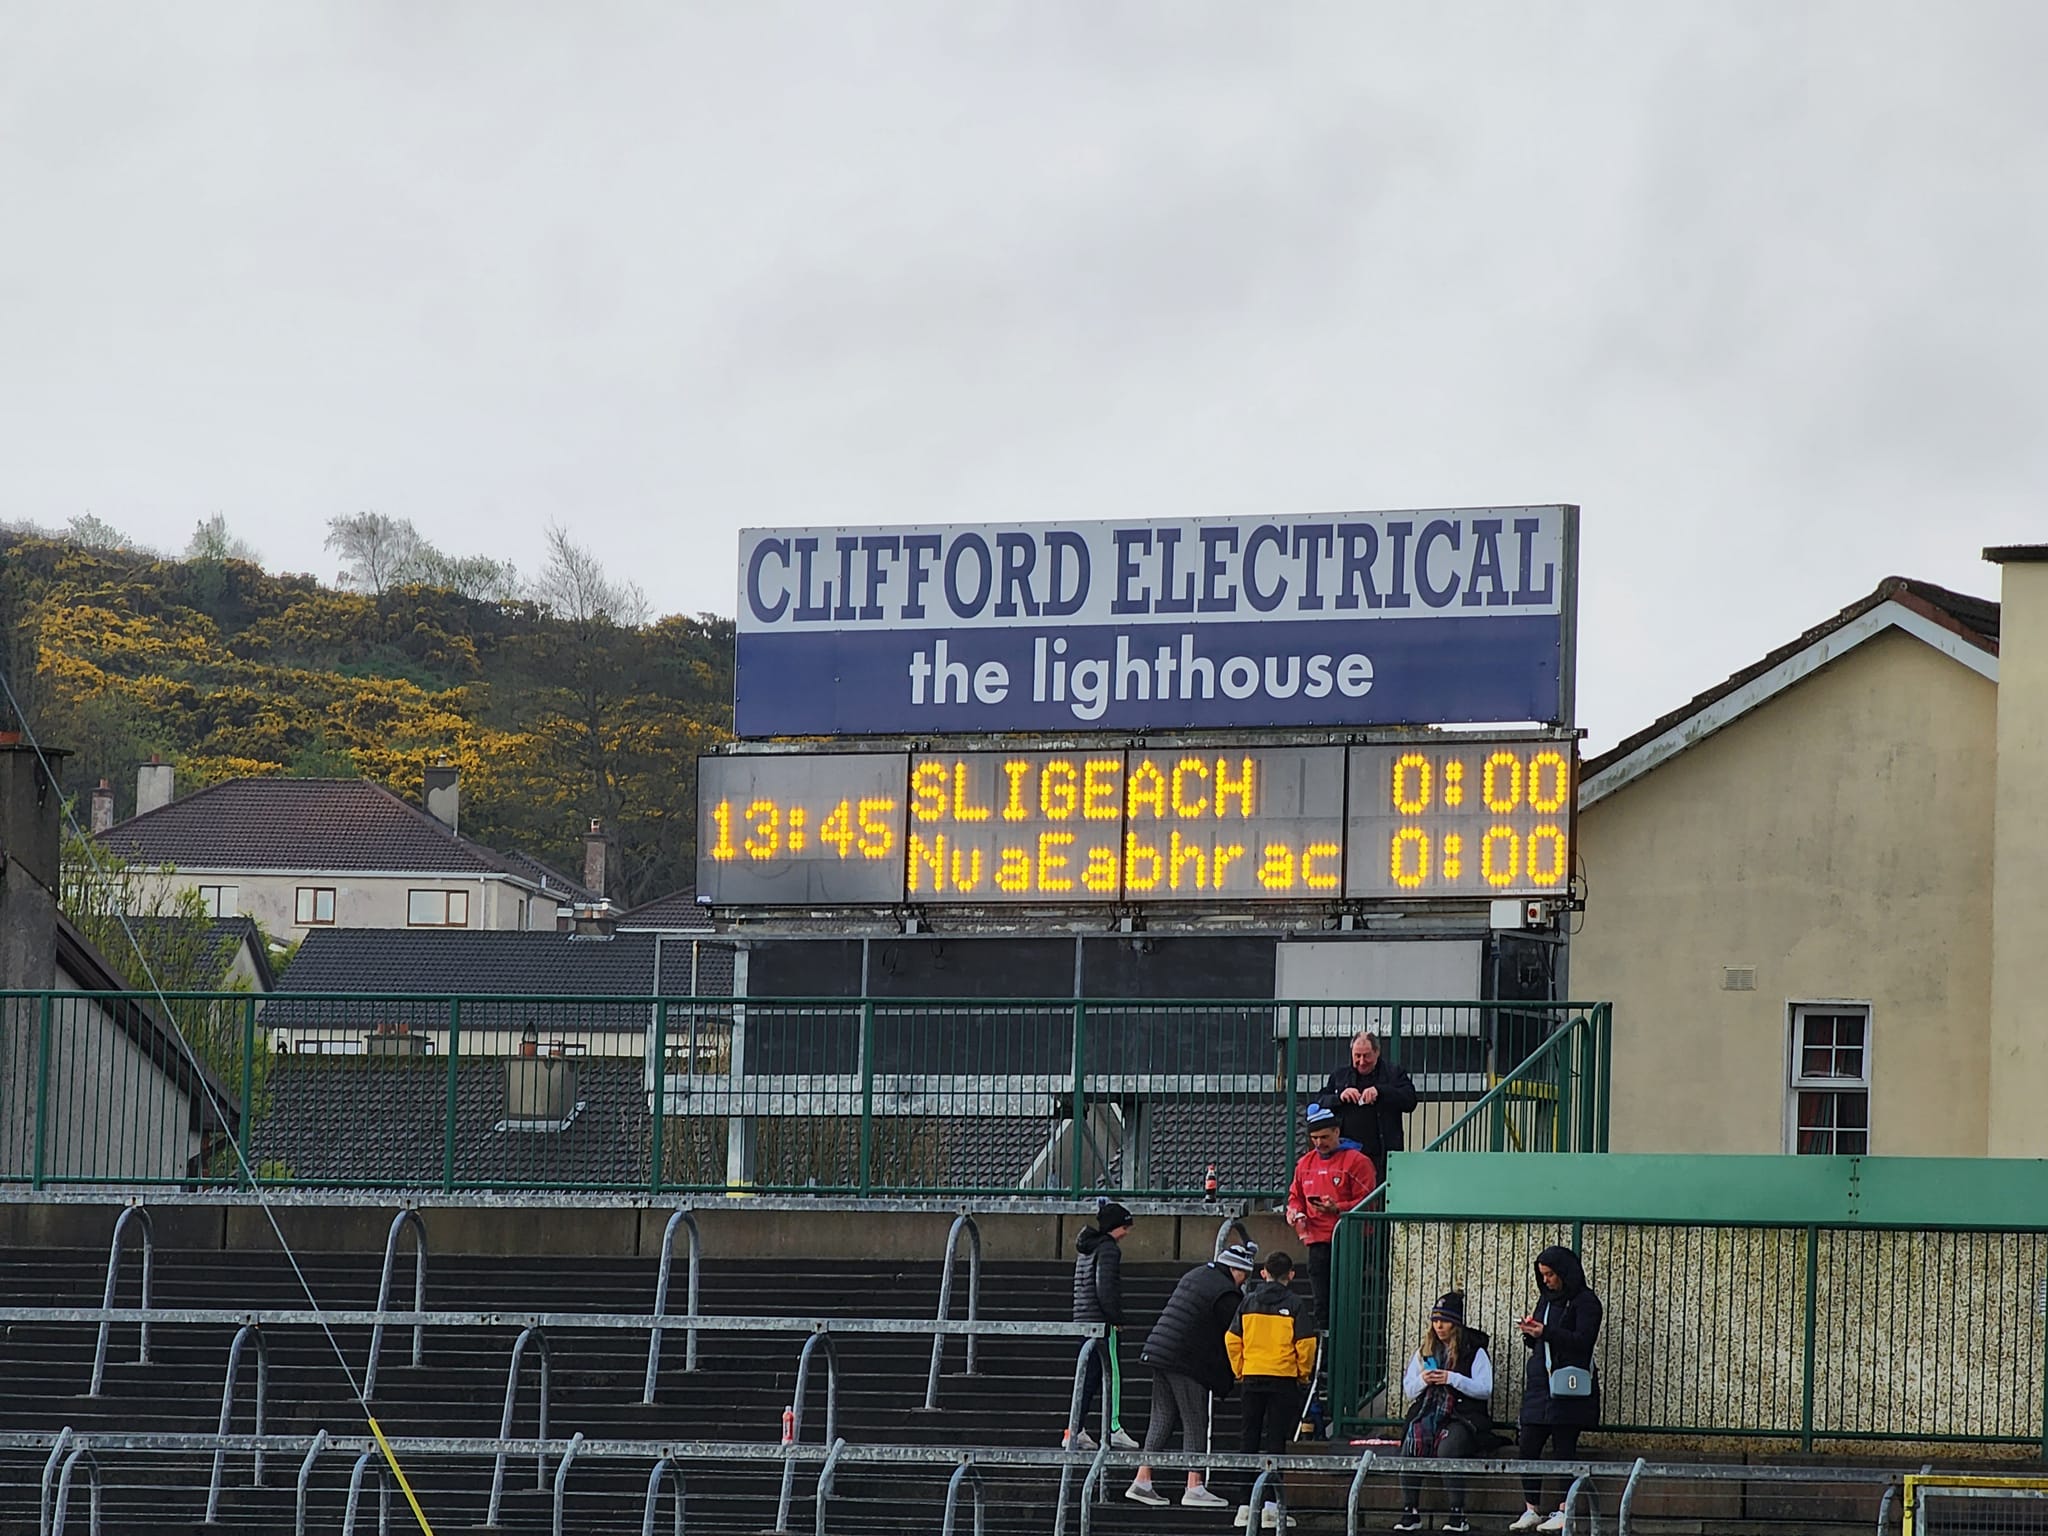 CLIFFORD ELECTRICAL
the lighthouse
13:45
SLIGEACH 0:00
NuaEabhrac 0:00